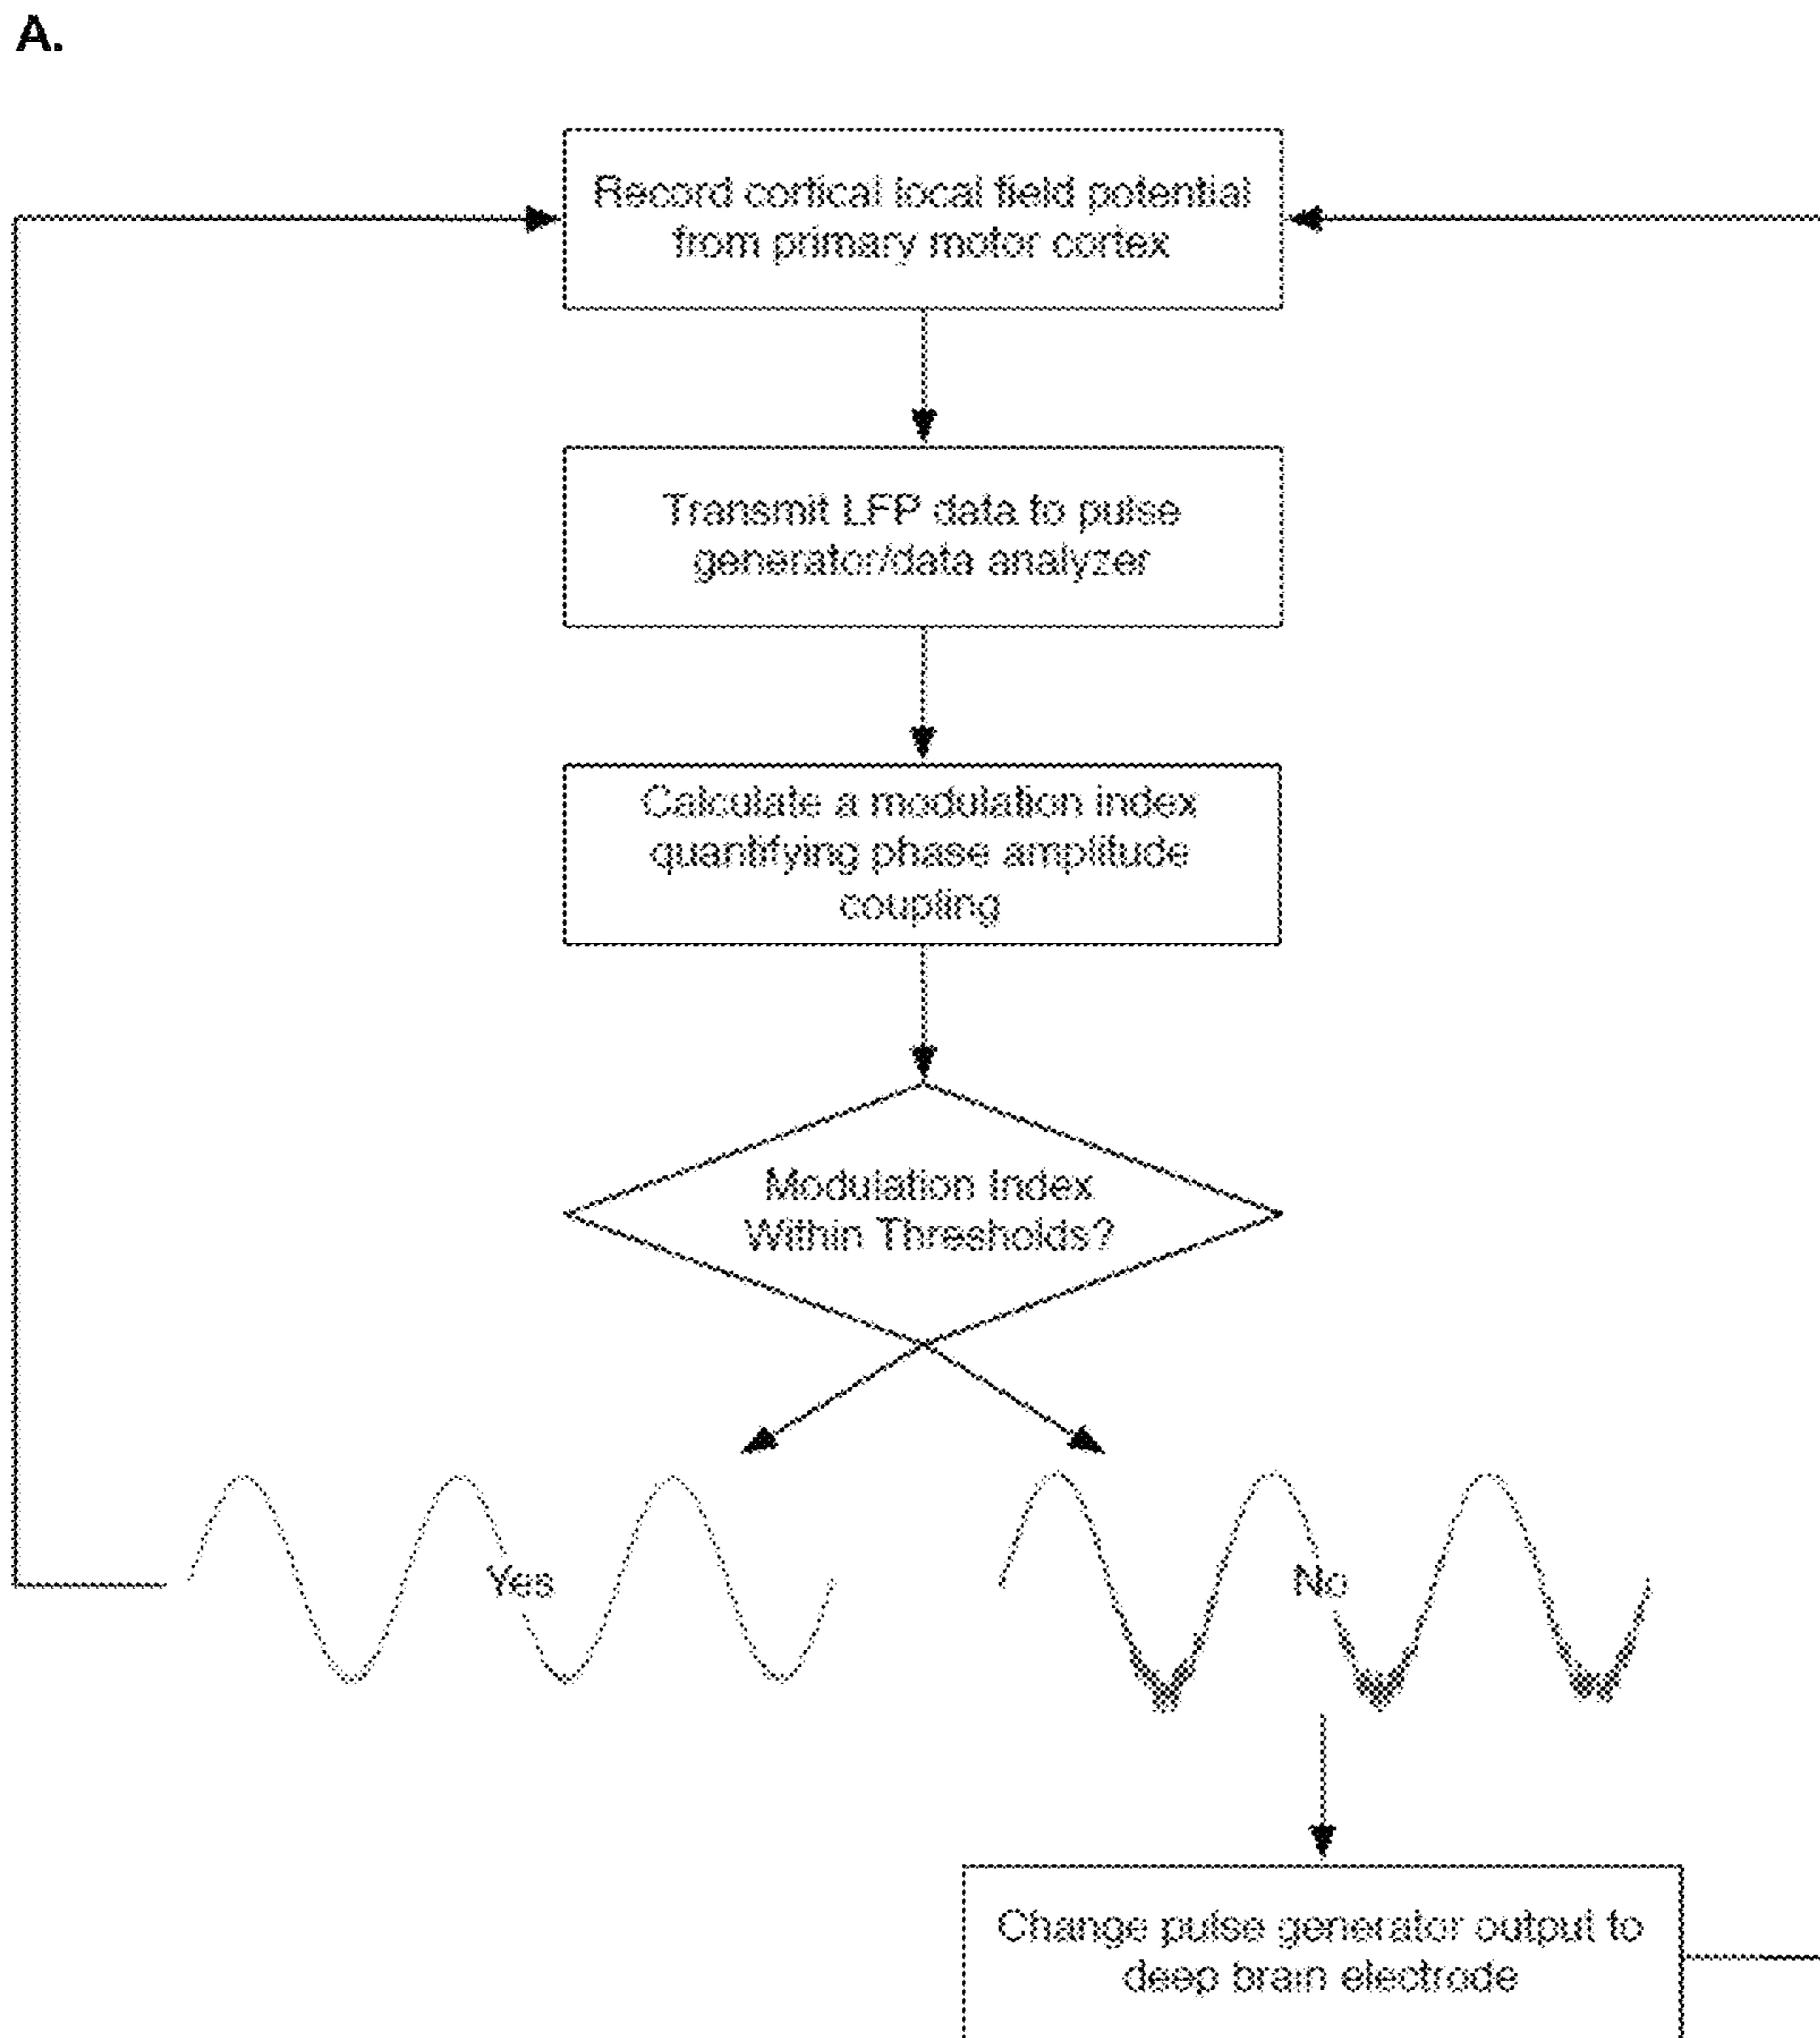 A.
Record cortical local field potential
from primary motor cortex
Transmit LFP data to pulse
generator/data analyzer
Calculate a modulation index
quantifying phase amplitude
coupling
Modulation Index
Within Thresholds?
Yes
No
Change pulse generator output to
deep brain electrode